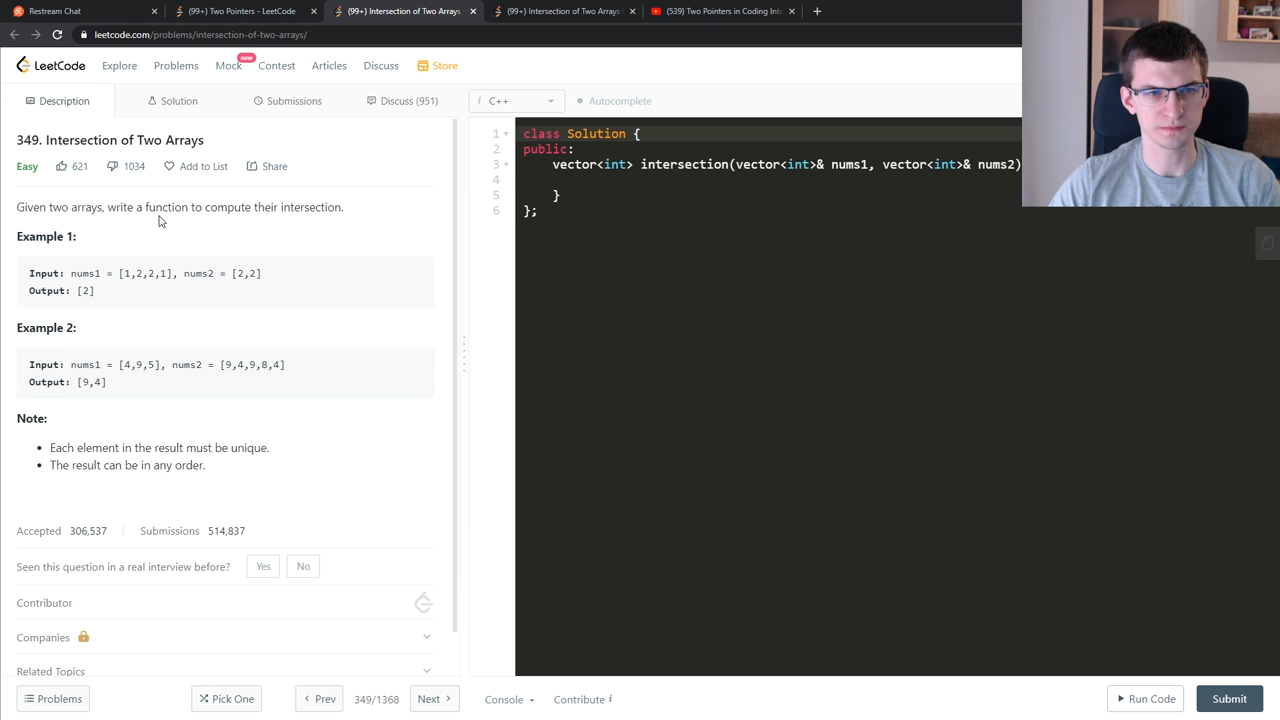 Restream Chat
(99+) Two Pointers - LeetCode
(99+) Intersection of Two Arrays
(99+) Intersection of Two Arrays
(539) Two Pointers in Coding Inte
leetcode.com/problems/intersection-of-two-arrays/
LeetCode
Explore
Problems
Mock
new
Contest
Articles
Discuss
Store
Description
Solution
Submissions
Discuss (951)
i C++
Autocomplete
349. Intersection of Two Arrays
Easy
621
1034
Add to List
Share
Given two arrays, write a function to compute their intersection.
Example 1:
Input: nums1 = [1,2,2,1], nums2 = [2,2]
Output: [2]
Example 2:
Input: nums1 = [4,9,5], nums2 = [9,4,9,8,4]
Output: [9,4]
Note:
• Each element in the result must be unique.
• The result can be in any order.
Accepted 306,537
Submissions 514,837
Seen this question in a real interview before?
Yes
No
Contributor
Companies
Related Topics
1 class Solution {
2 public:
3 vector<int> intersection(vector<int>& nums1, vector<int>& nums2)
4
5 }
6 };
Problems
Pick One
Prev
349/1368
Next
Console
Contribute i
Run Code
Submit